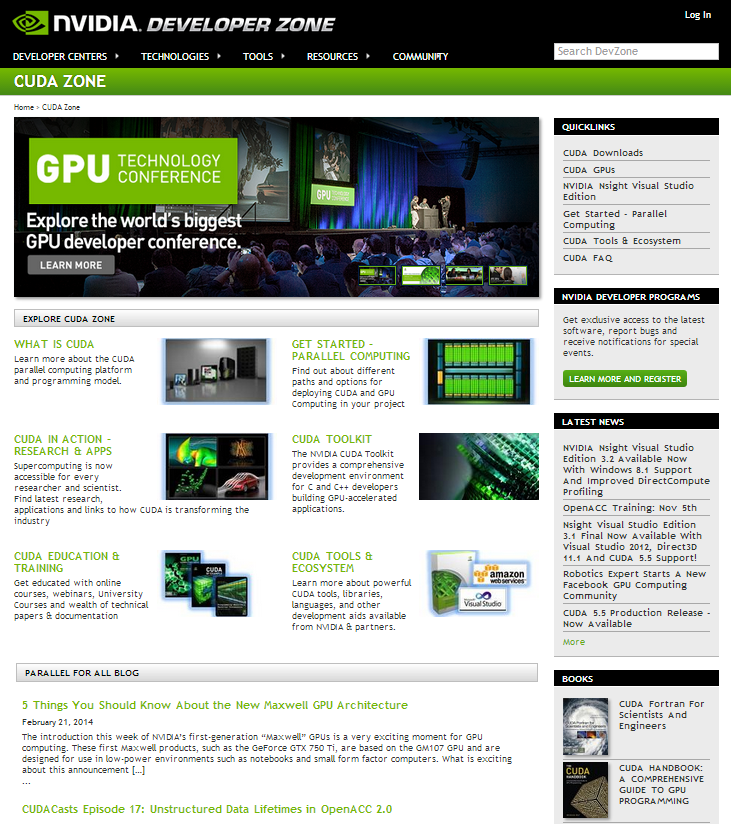 NVIDIA. DEVELOPER ZONE
Log In
DEVELOPER CENTERS
TECHNOLOGIES
TOOLS
RESOURCES
COMMUNITY
Search DevZone
CUDA ZONE
Home > CUDA Zone
GPU TECHNOLOGY
CONFERENCE
Explore the world's biggest
GPU developer conference.
LEARN MORE
EXPLORE CUDA ZONE
WHAT IS CUDA
Learn more about the CUDA
parallel computing platform
and programming model.
GET STARTED -
PARALLEL COMPUTING
Find out about different
paths and options for
deploying CUDA and GPU
Computing in your project
CUDA IN ACTION -
RESEARCH & APPS
Supercomputing is now
accessible for every
researcher and scientist.
Find latest research,
applications and links to how CUDA is transforming the
industry
CUDA TOOLKIT
The NVIDIA CUDA Toolkit
provides a comprehensive
development environment
for C and C++ developers
building GPU-accelerated
applications.
CUDA EDUCATION &
TRAINING
Get educated with online
courses, webinars, University
Courses and wealth of technical
papers & documentation
CUDA TOOLS &
ECOSYSTEM
Learn more about powerful
CUDA tools, libraries,
languages, and other
development aids available
from NVIDIA & partners.
amazon
web services
Visual Studio
PARALLEL FOR ALL BLOG
5 Things You Should Know About the New Maxwell GPU Architecture
February 21, 2014
The introduction this week of NVIDIA's first-generation “Maxwell” GPUs is a very exciting moment for GPU
computing. These first Maxwell products, such as the GeForce GTX 750 Ti, are based on the GM107 GPU and are
designed for use in low-power environments such as notebooks and small form factor computers. What is exciting
about this announcement [...]
...
CUDACasts Episode 17: Unstructured Data Lifetimes in OpenACC 2.0
QUICKLINKS
CUDA Downloads
CUDA GPUs
NVIDIA Nsight Visual Studio
Edition
Get Started - Parallel
Computing
CUDA Tools & Ecosystem
CUDA FAQ
NVIDIA DEVELOPER PROGRAMS
Get exclusive access to the latest
software, report bugs and
receive notifications for special
events.
LEARN MORE AND REGISTER
LATEST NEWS
NVIDIA Nsight Visual Studio
Edition 3.2 Available Now
With Windows 8.1 Support
And Improved DirectCompute
Profiling
OpenACC Training: Nov 5th
Nsight Visual Studio Edition
3.1 Final Now Available With
Visual Studio 2012, Direct3D
11.1 And CUDA 5.5 Support!
Robotics Expert Starts A New
Facebook GPU Computing
Community
CUDA 5.5 Production Release -
Now Available
More
BOOKS
CUDA Fortran For
Scientists And
Engineers
THE
CUDA
HANDBOOK
CUDA HANDBOOK:
A COMPREHENSIVE
GUIDE TO GPU
PROGRAMMING